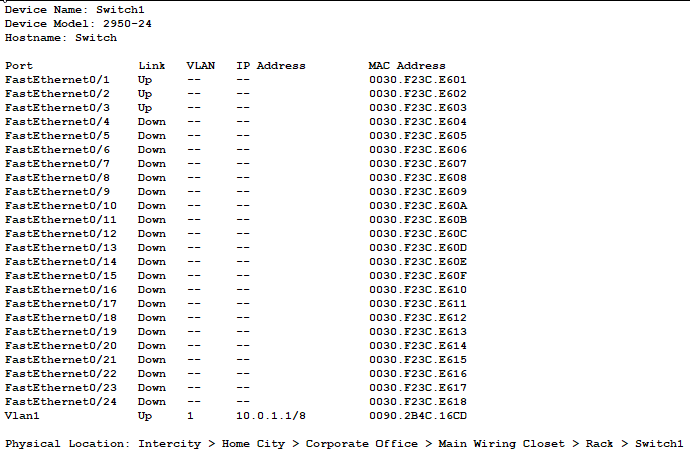 Device Name: Switch1
Device Model: 2950-24
Hostname: Switch
Port Link VLAN IP Address MAC Address
FastEthernet0/1 Up -- -- 0030.F23C.E601
FastEthernet0/2 Up -- -- 0030.F23C.E602
FastEthernet0/3 Up -- -- 0030.F23C.E603
FastEthernet0/4 Down -- -- 0030.F23C.E604
FastEthernet0/5 Down -- -- 0030.F23C.E605
FastEthernet0/6 Down -- -- 0030.F23C.E606
FastEthernet0/7 Down -- -- 0030.F23C.E607
FastEthernet0/8 Down -- -- 0030.F23C.E608
FastEthernet0/9 Down -- -- 0030.F23C.E609
FastEthernet0/10 Down -- -- 0030.F23C.E60A
FastEthernet0/11 Down -- -- 0030.F23C.E60B
FastEthernet0/12 Down -- -- 0030.F23C.E60C
FastEthernet0/13 Down -- -- 0030.F23C.E60D
FastEthernet0/14 Down -- -- 0030.F23C.E60E
FastEthernet0/15 Down -- -- 0030.F23C.E60F
FastEthernet0/16 Down -- -- 0030.F23C.E610
FastEthernet0/17 Down -- -- 0030.F23C.E611
FastEthernet0/18 Down -- -- 0030.F23C.E612
FastEthernet0/19 Down -- -- 0030.F23C.E613
FastEthernet0/20 Down -- -- 0030.F23C.E614
FastEthernet0/21 Down -- -- 0030.F23C.E615
FastEthernet0/22 Down -- -- 0030.F23C.E616
FastEthernet0/23 Down -- -- 0030.F23C.E617
FastEthernet0/24 Down -- -- 0030.F23C.E618
Vlan1 Up 1 10.0.1.1/8 0090.2B4C.16CD
Physical Location: Intercity > Home City > Corporate Office > Main Wiring Closet > Rack > Switch1